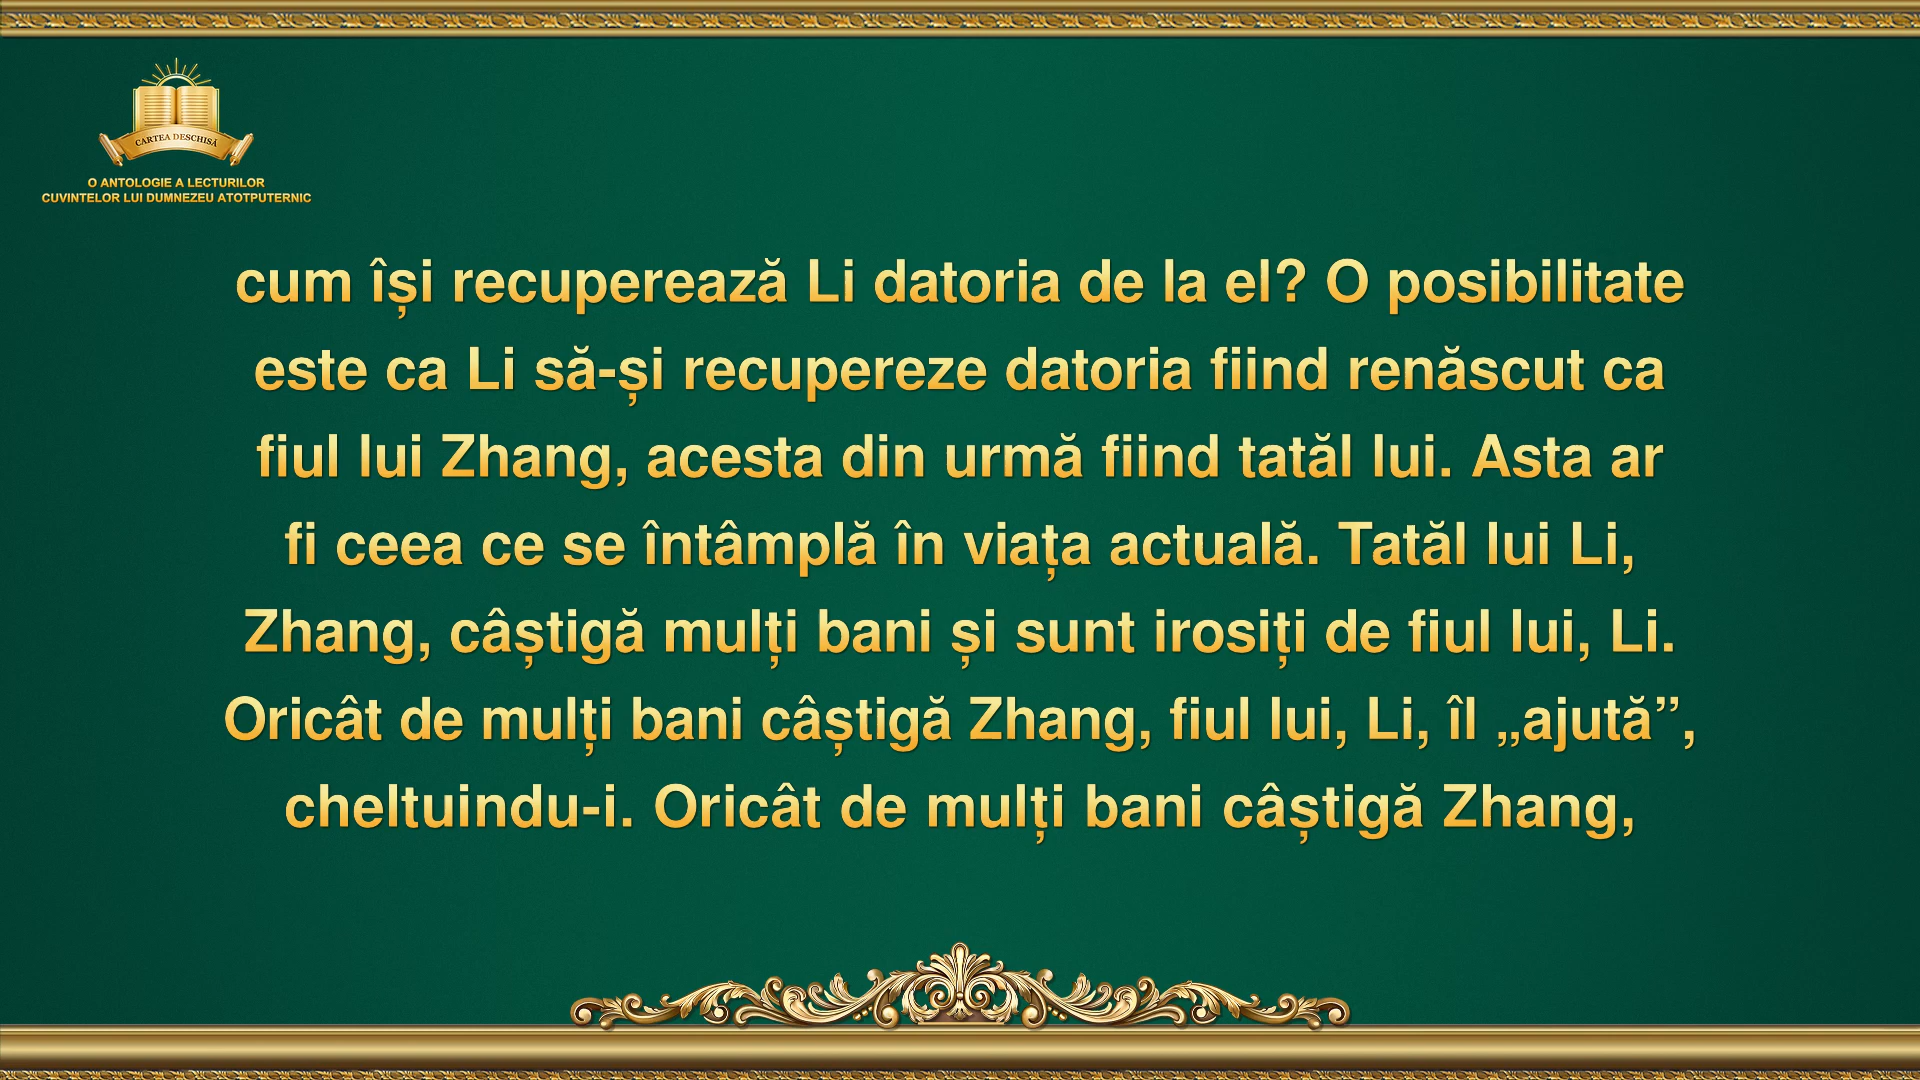 CARTEA DESCHISĂ
O ANTOLOGIE A LECTURILOR
CUVINTELOR LUI DUMNEZEU ATOTPUTERNIC
cum își recuperează Li datoria de la el? O posibilitate
este ca Li să-și recupereze datoria fiind renăscut ca
fiul lui Zhang, acesta din urmă fiind tatăl lui. Asta ar
fi ceea ce se întâmplă în viața actuală. Tatăl lui Li,
Zhang, câștigă mulți bani și sunt irosiți de fiul lui, Li.
Oricât de mulți bani câștigă Zhang, fiul lui, Li, îl „ajută”,
cheltuindu-i. Oricât de mulți bani câștigă Zhang,